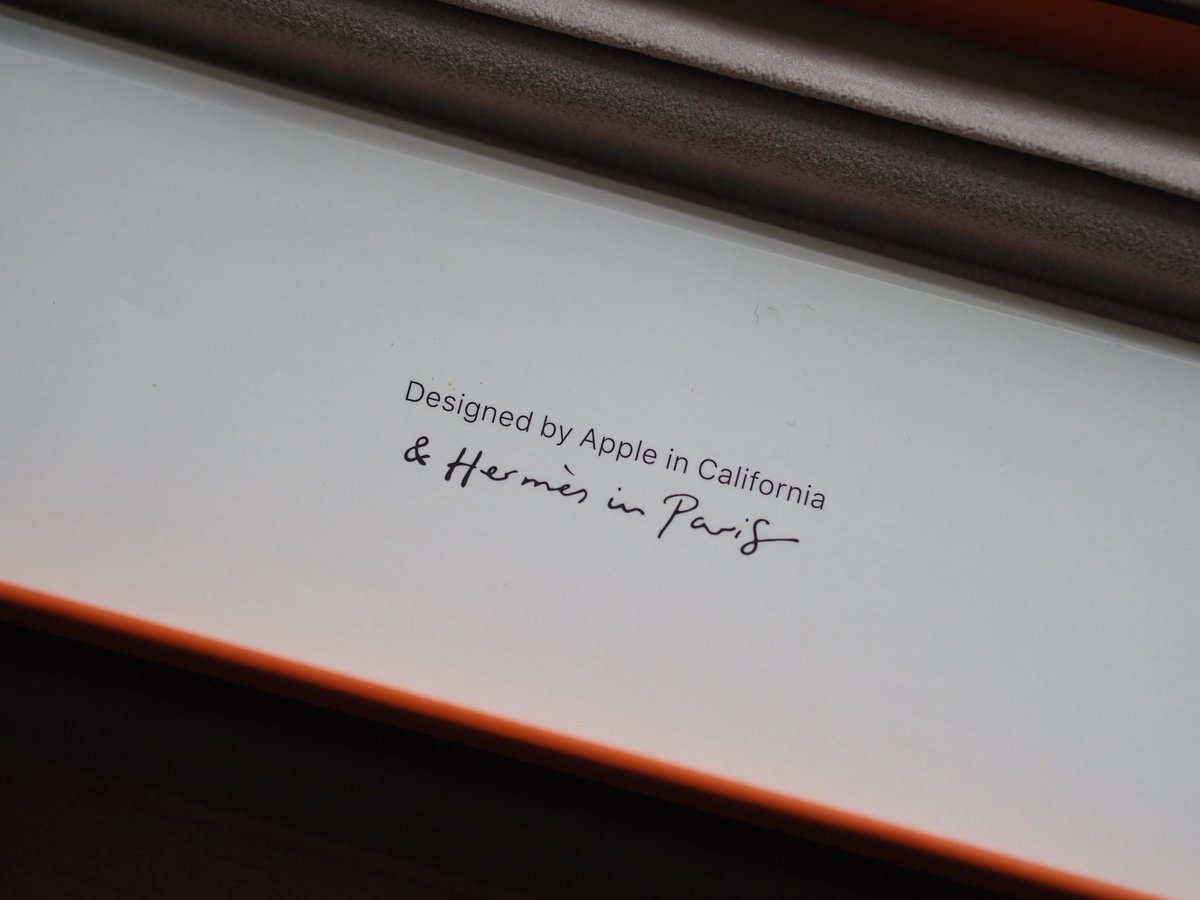 Designed by Apple in California
& Hermès in Paris